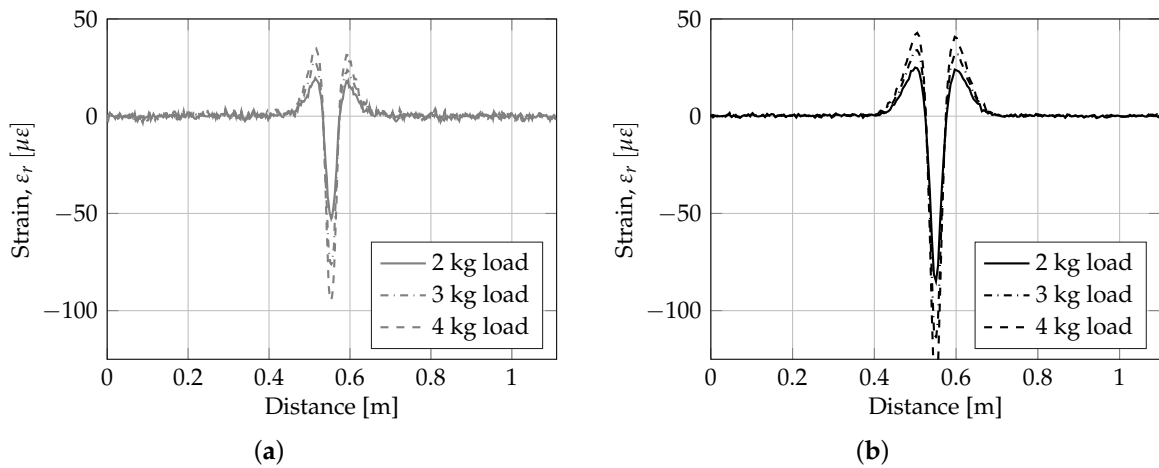 50
0
−50
−100
0
0.2
0.4
0.6
0.8
1
Distance [m]
Strain, εr [με]
2 kg load
3 kg load
4 kg load
(a)
50
0
−50
−100
0
0.2
0.4
0.6
0.8
1
Distance [m]
Strain, εr [με]
2 kg load
3 kg load
4 kg load
(b)